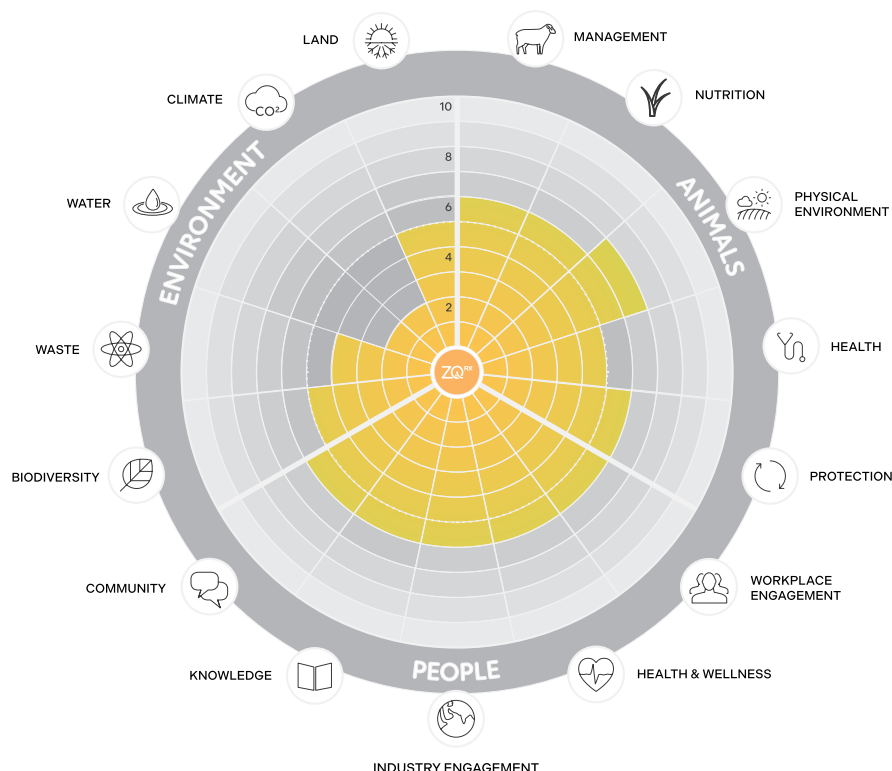 LAND
MANAGEMENT
CLIMATE
CO2
NUTRITION
10
8
6
4
2
ENVIRONMENT
ANIMALS
WATER
PHYSICAL
ENVIRONMENT
WASTE
HEALTH
ZQRX
BIODIVERSITY
PROTECTION
COMMUNITY
WORKPLACE
ENGAGEMENT
KNOWLEDGE
PEOPLE
HEALTH & WELLNESS
INDUSTRY ENGAGEMENT